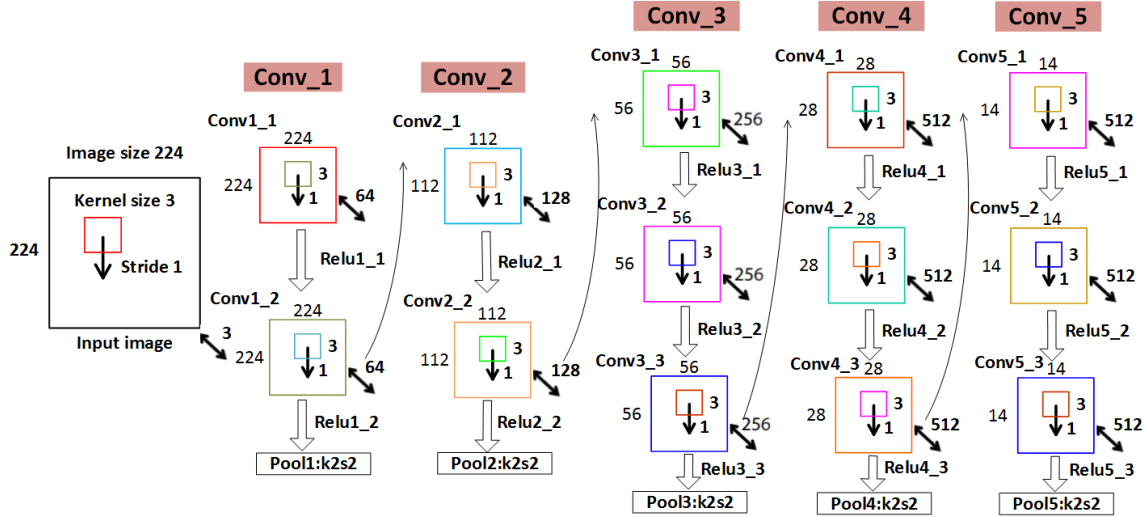 Image size 224
Kernel size 3
224
Stride 1
Input image
3
Conv_1
Conv1_1
224
224
3
1
64
Relu1_1
Conv1_2
224
224
3
1
64
Relu1_2
Pool1:k2s2
Conv_2
Conv2_1
112
112
3
1
128
Relu2_1
Conv2_2
112
112
3
1
128
Relu2_2
Pool2:k2s2
Conv_3
Conv3_1
56
56
3
1
256
Relu3_1
Conv3_2
56
56
3
1
256
Relu3_2
Conv3_3
56
56
3
1
256
Relu3_3
Pool3:k2s2
Conv_4
Conv4_1
28
28
3
1
512
Relu4_1
Conv4_2
28
28
3
1
512
Relu4_2
Conv4_3
28
28
3
1
512
Relu4_3
Pool4:k2s2
Conv_5
Conv5_1
14
14
3
1
512
Relu5_1
Conv5_2
14
14
3
1
512
Relu5_2
Conv5_3
14
14
3
1
512
Relu5_3
Pool5:k2s2